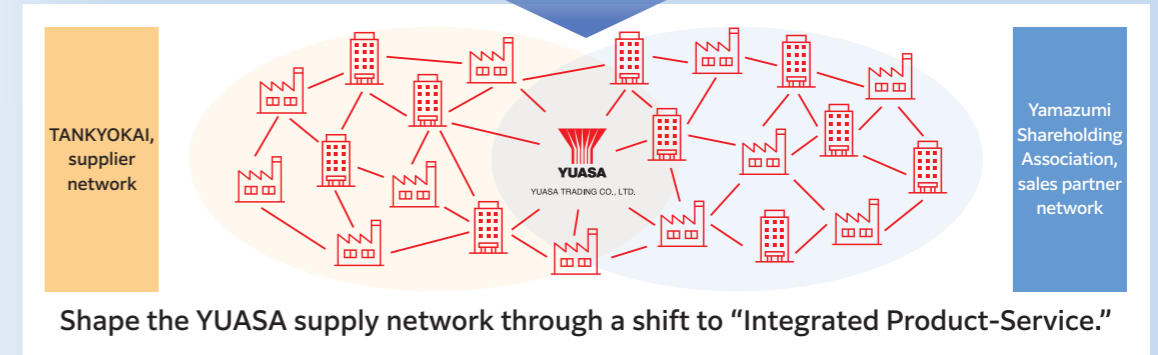 TANKYOKAI,
supplier
network
YUASA
YUASA TRADING CO., LTD.
Yamazumi
Shareholding
Association,
sales partner
network
Shape the YUASA supply network through a shift to “Integrated Product-Service.”